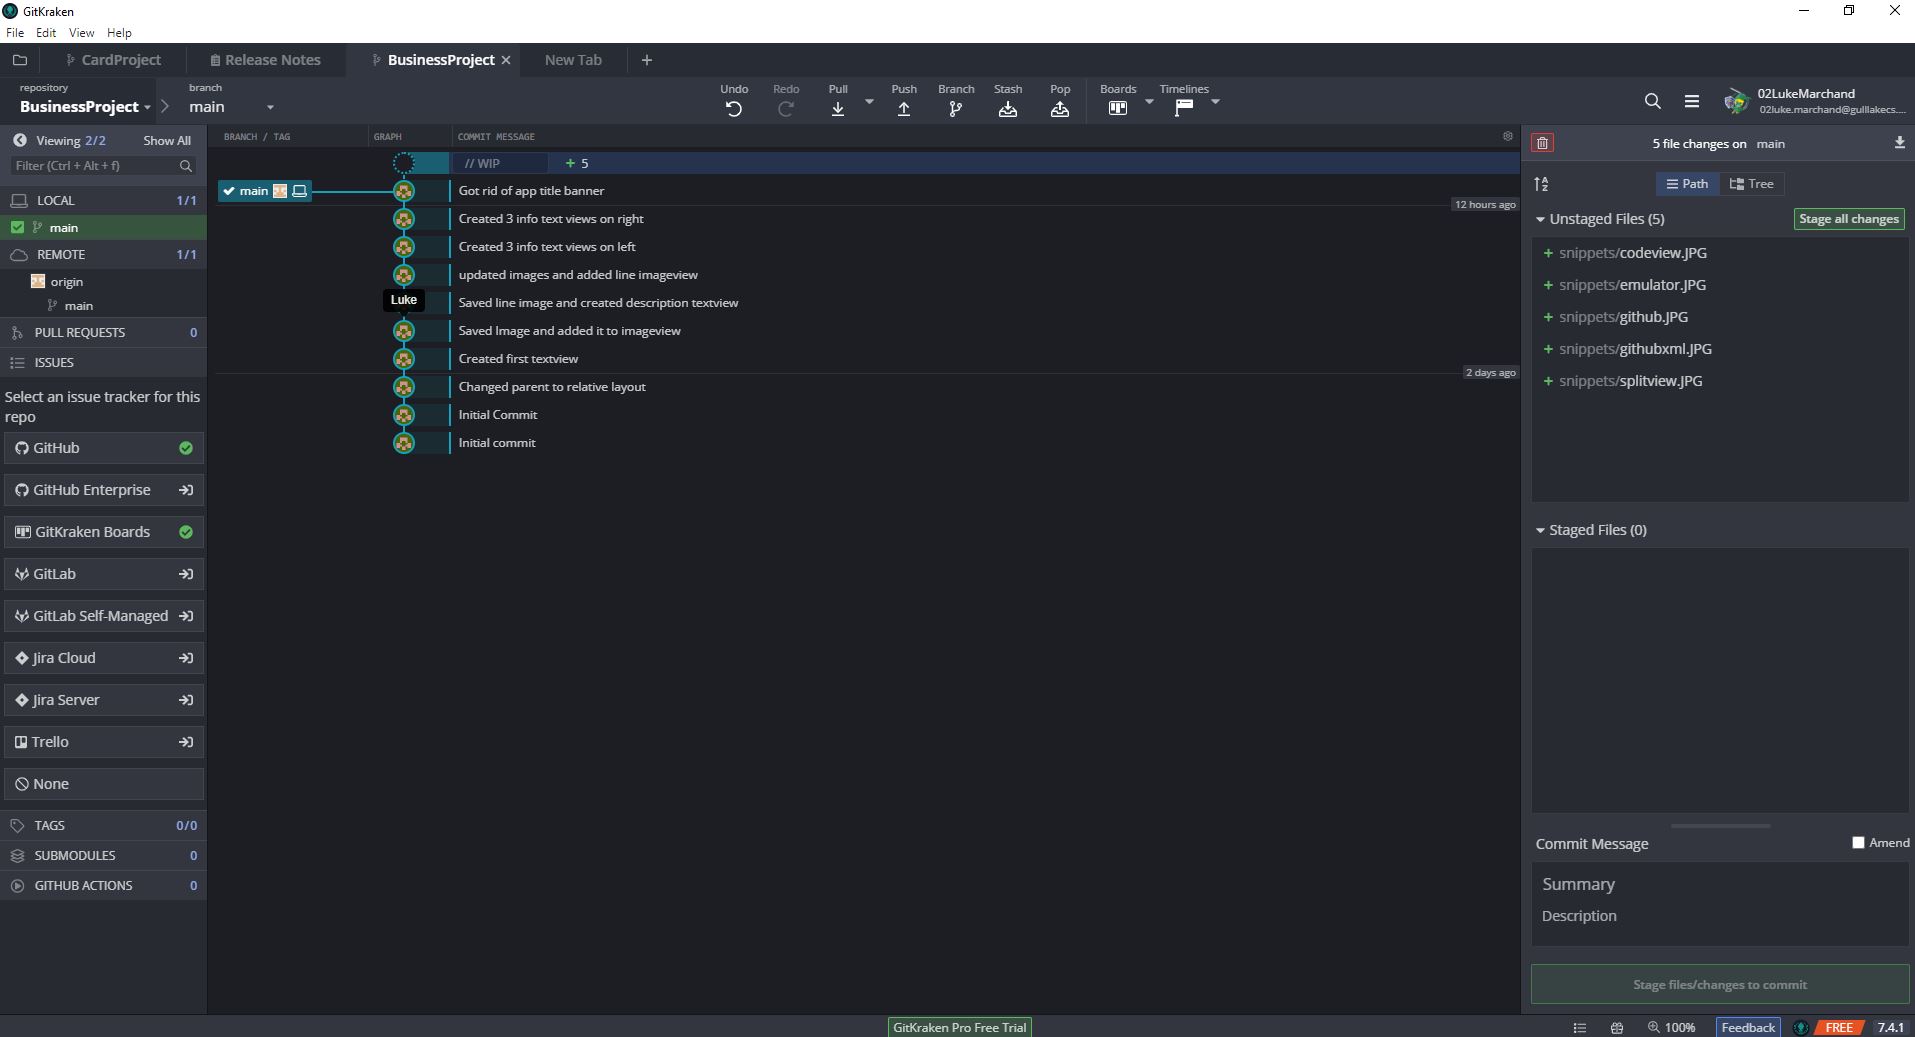 GitKraken
File Edit View Help
CardProject Release Notes BusinessProject New Tab
repository
BusinessProject
branch
main
Undo Redo Pull Push Branch Stash Pop Boards Timelines
02LukeMarchand
02luke.marchand@gulllakecs....
Viewing 2/2 Show All
Filter (Ctrl + Alt + f)
LOCAL 1/1
main
REMOTE 1/1
origin
main
PULL REQUESTS 0
ISSUES
Select an issue tracker for this
repo
GitHub
GitHub Enterprise
GitKraken Boards
GitLab
GitLab Self-Managed
Jira Cloud
Jira Server
Trello
None
TAGS 0/0
SUBMODULES 0
GITHUB ACTIONS 0
BRANCH / TAG GRAPH COMMIT MESSAGE
// WIP + 5
main Got rid of app title banner
12 hours ago
Created 3 info text views on right
Created 3 info text views on left
updated images and added line imageview
Luke
Saved line image and created description textview
Saved Image and added it to imageview
Created first textview
2 days ago
Changed parent to relative layout
Initial Commit
Initial commit
5 file changes on main
Path Tree
Unstaged Files (5) Stage all changes
+ snippets/codeview.JPG
+ snippets/emulator.JPG
+ snippets/github.JPG
+ snippets/githubxml.JPG
+ snippets/splitview.JPG
Staged Files (0)
Commit Message Amend
Summary
Description
Stage files/changes to commit
GitKraken Pro Free Trial
100% Feedback FREE 7.4.1